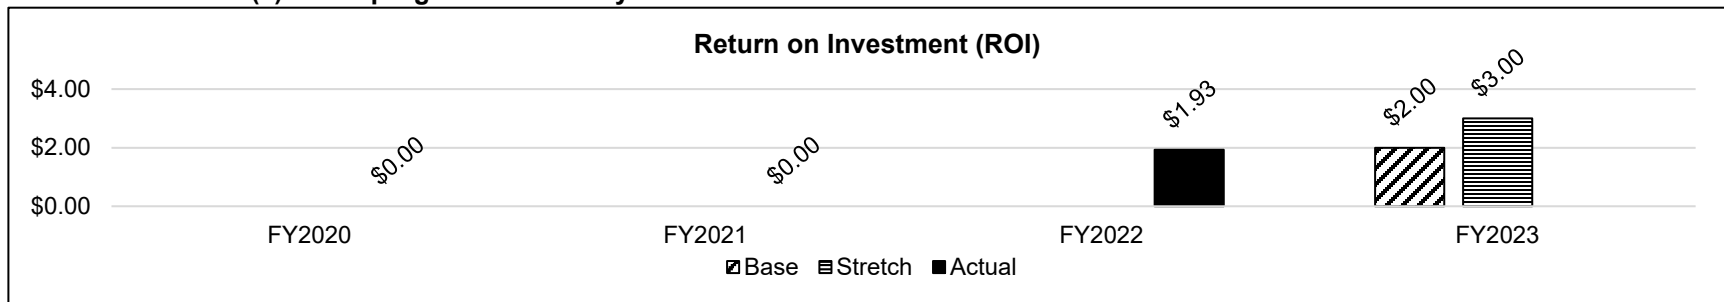 Return on Investment (ROI)
$4.00
$2.00
$0.00
$0.00
$0.00
$1.93
$2.00
$3.00
FY2020
FY2021
FY2022
FY2023
Base
Stretch
Actual